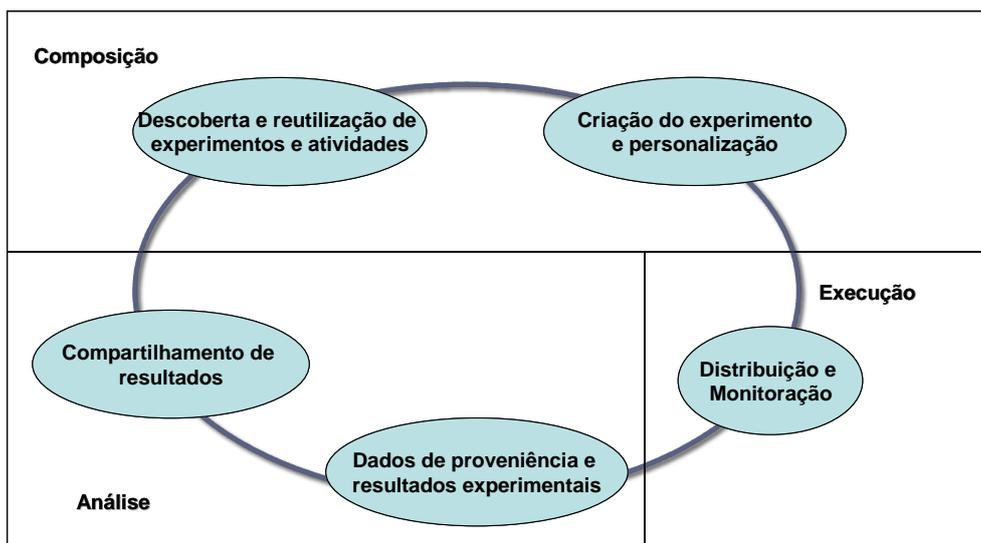 Composição
Descoberta e reutilização de
experimentos e atividades
Criação do experimento
e personalização
Execução
Compartilhamento de
resultados
Distribuição e
Monitoração
Dados de proveniência e
resultados experimentais
Análise